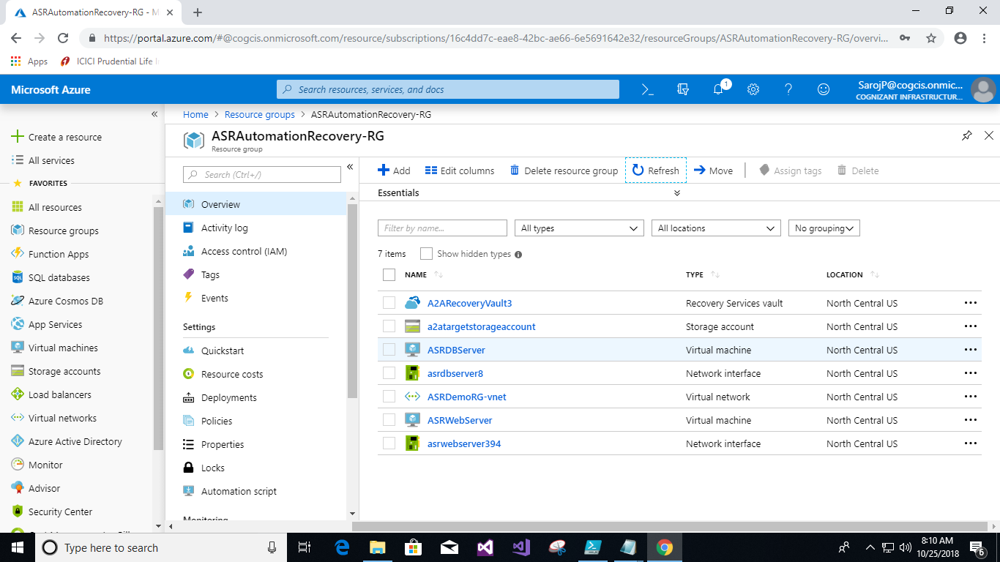 ASRAutomationRecovery-RG - M
https://portal.azure.com/#@cogcis.onmicrosoft.com/resource/subscriptions/16c4dd7c-eae8-42bc-ae66-6e5691642e32/resourceGroups/ASRAutomationRecovery-RG/overvi...
Apps ICICI Prudential Life I
Microsoft Azure
Search resources, services, and docs
1
SarojP@cogcis.onmic...
COGNIZANT INFRASTRUCTUR...
Create a resource
All services
FAVORITES
All resources
Resource groups
Function Apps
SQL databases
Azure Cosmos DB
App Services
Virtual machines
Storage accounts
Load balancers
Virtual networks
Azure Active Directory
Monitor
Advisor
Security Center
Home > Resource groups > ASRAutomationRecovery-RG
ASRAutomationRecovery-RG
Resource group
Search (Ctrl+/)
Overview
Activity log
Access control (IAM)
Tags
Events
Settings
Quickstart
Resource costs
Deployments
Policies
Properties
Locks
Automation script
Monitoring
Add Edit columns Delete resource group Refresh Move Assign tags Delete
Essentials
Filter by name... All types All locations No grouping
7 items Show hidden types
NAME TYPE LOCATION
A2ARecoveryVault3 Recovery Services vault North Central US
a2atargetstorageaccount Storage account North Central US
ASRDBServer Virtual machine North Central US
asrdbserver8 Network interface North Central US
ASRDemoRG-vnet Virtual network North Central US
ASRWebServer Virtual machine North Central US
asrwebserver394 Network interface North Central US
Type here to search
8:10 AM
10/25/2018
6